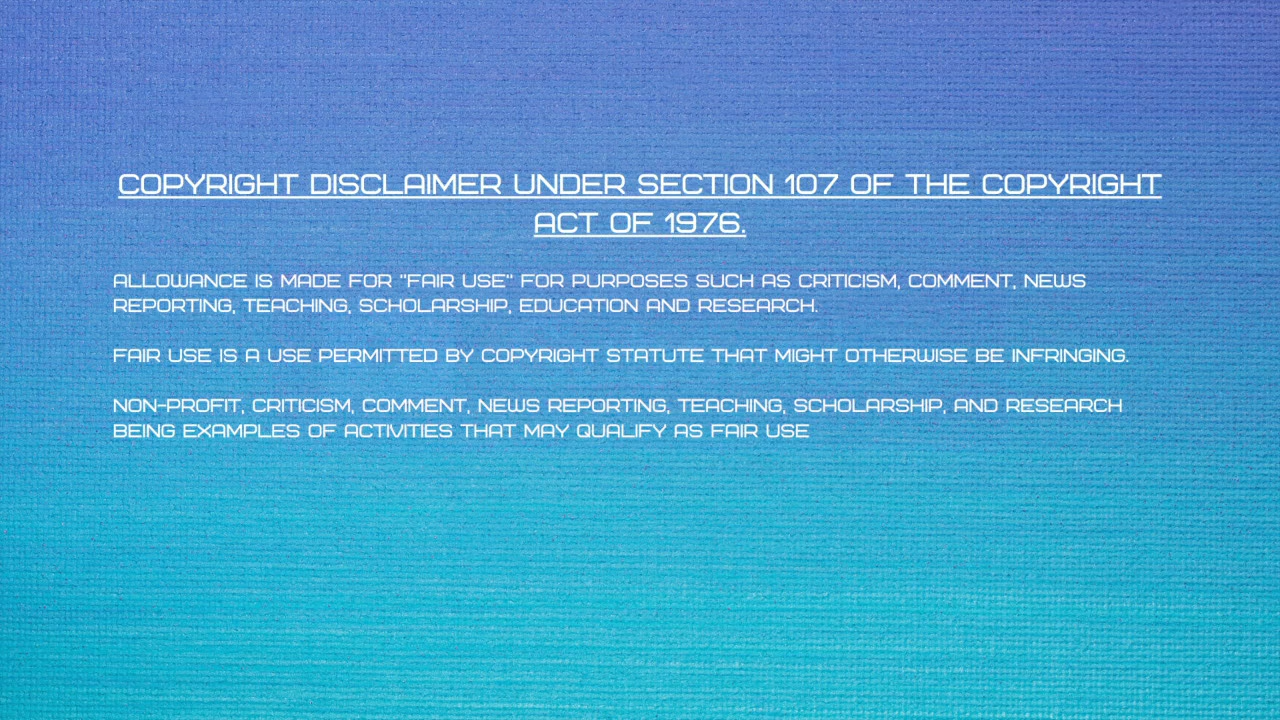 COPYRIGHT DISCLAIMER UNDER SECTION 107 OF THE COPYRIGHT
ACT OF 1976.
ALLOWANCE IS MADE FOR "FAIR USE" FOR PURPOSES SUCH AS CRITICISM, COMMENT, NEWS
REPORTING, TEACHING, SCHOLARSHIP, EDUCATION AND RESEARCH.
FAIR USE IS A USE PERMITTED BY COPYRIGHT STATUTE THAT MIGHT OTHERWISE BE INFRINGING.
NON-PROFIT, CRITICISM, COMMENT, NEWS REPORTING, TEACHING, SCHOLARSHIP, AND RESEARCH
BEING EXAMPLES OF ACTIVITIES THAT MAY QUALIFY AS FAIR USE